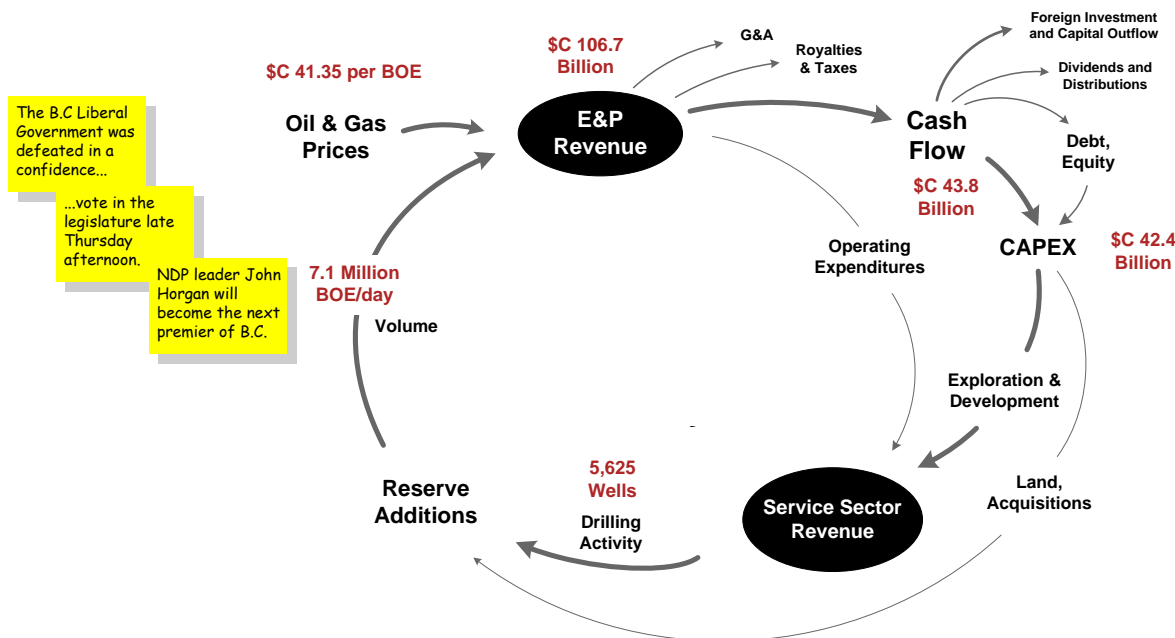 Foreign Investment
and Capital Outflow
G&A
$C 106.7
Billion
Royalties
& Taxes
$C 41.35 per BOE
Dividends and
Distributions
The B.C Liberal
Government was
defeated in a
confidence...
Oil & Gas
Prices
E&P
Revenue
Cash
Flow
Debt,
Equity
...vote in the
legislature late
Thursday
afternoon.
$C 43.8
Billion
CAPEX
$C 42.4
Billion
Operating
Expenditures
NDP leader John
Horgan will
become the next
premier of B.C.
7.1 Million
BOE/day
Volume
Exploration &
Development
5,625
Wells
Reserve
Additions
Drilling
Activity
Service Sector
Revenue
Land,
Acquisitions